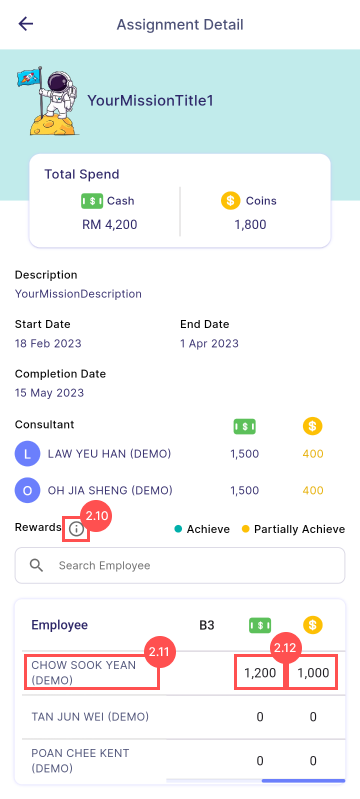 Assignment Detail
YourMissionTitle1
Total Spend
Cash
Coins
RM 4,200
1,800
Description
YourMissionDescription
Start Date
End Date
18 Feb 2023
1 Apr 2023
Completion Date
15 May 2023
Consultant
L LAW YEU HAN (DEMO) 1,500 400
O OH JIA SHENG (DEMO) 1,500 400
2.10
Rewards
Achieve
Partially Achieve
Search Employee
Employee B3
2.11
2.12
CHOW SOOK YEAN
(DEMO)
1,200 1,000
TAN JUN WEI (DEMO) 0 0
POAN CHEE KENT
(DEMO)
0 0